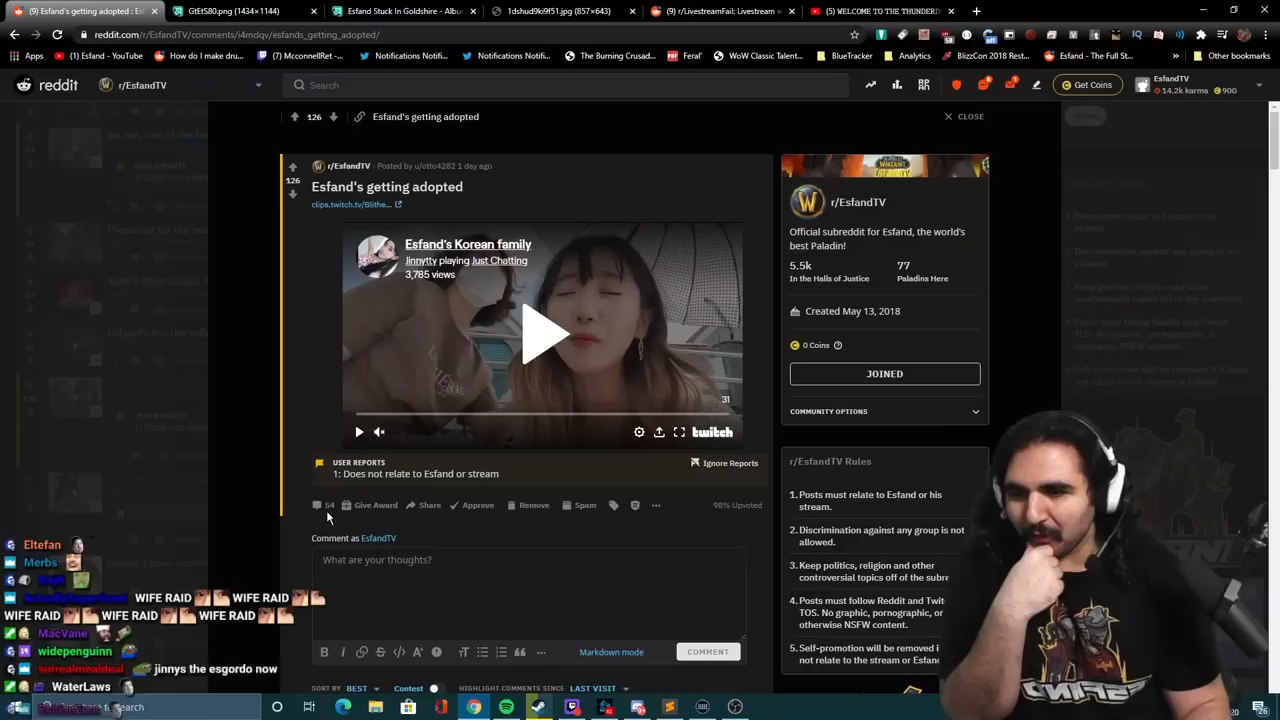 (9) Esfand's getting adopted : Es
GtEtS80.png (1434×1144)
Esfand Stuck In Goldshire - Albu
1dshud9ki9f51.jpg (857×643)
(9) r/LivestreamFail: Livestream w
(5) WELCOME TO THE THUNDERD
reddit.com/r/EsfandTV/comments/i4mdqv/esfands_getting_adopted/
Apps
(1) Esfand - YouTube
How do I make dru...
(7) McconnellRet -...
Notifications Notifi...
Notifications Notifi...
The Burning Crusad...
Feral'
WoW Classic Talent...
BlueTracker
Analytics
BlizzCon 2018 Rest...
Esfand - The Full St...
Other bookmarks
reddit
r/EsfandTV
Search
Get Coins
EsfandTV
14.2k karma
900
126
Esfand's getting adopted
CLOSE
r/EsfandTV · Posted by u/otto4282 1 day ago
126
Esfand's getting adopted
clips.twitch.tv/Blithe...
Esfand's Korean family
Jinnytty playing Just Chatting
3,785 views
31
twitch
USER REPORTS
1: Does not relate to Esfand or stream
Ignore Reports
54
Give Award
Share
Approve
Remove
Spam
98% Upvoted
Comment as EsfandTV
What are your thoughts?
Markdown mode
COMMENT
SORT BY BEST
Contest
HIGHLIGHT COMMENTS SINCE LAST VISIT
r/EsfandTV
Official subreddit for Esfand, the world's
best Paladin!
5.5k
In the Halls of Justice
77
Paladins Here
Created May 13, 2018
0 Coins
JOINED
COMMUNITY OPTIONS
r/EsfandTV Rules
1. Posts must relate to Esfand or his
stream.
2. Discrimination against any group is not
allowed.
3. Keep politics, religion and other
controversial topics off of the subre
4. Posts must follow Reddit and Twit
TOS. No graphic, pornographic, or
otherwise NSFW content.
5. Self-promotion will be removed i
not relate to the stream or Esfand
Eltefan
Merbs
WIFE RAID WIFE RAID
WIFE RAID WIFE RAID WIFE RAID
MacVane
widepenguinn
surrealmealdeal jinnys the esgordo now
WaterLaws